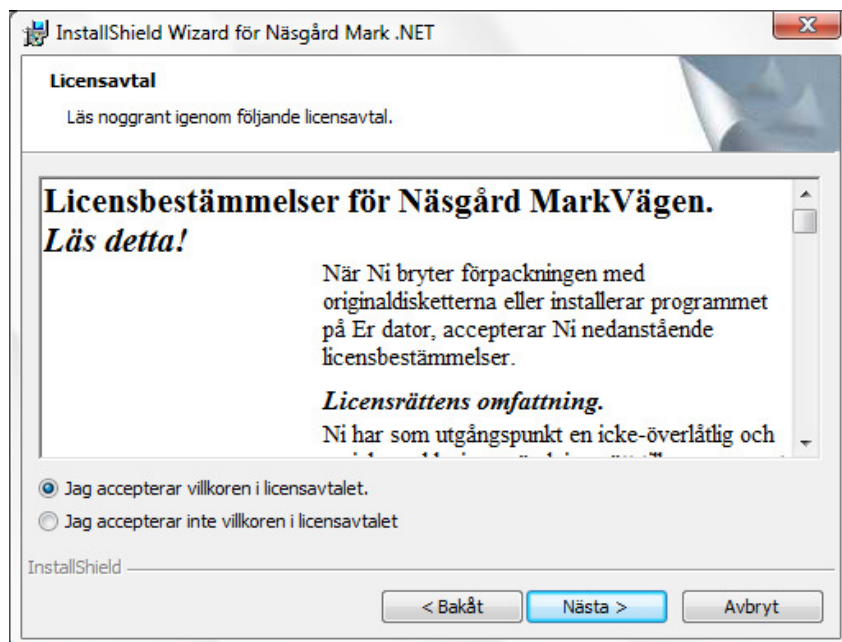 InstallShield Wizard för Näsgård Mark .NET
Licensavtal
Läs noggrant igenom följande licensavtal.
Licensbestämmelser för Näsgård MarkVägen.
Läs detta!
När Ni bryter förpackningen med
originaldisketterna eller installerar programmet
på Er dator, accepterar Ni nedanstående
licensbestämmelser.
Licensrättens omfattning.
Ni har som utgångspunkt en icke-överlåtlig och
Jag accepterar villkoren i licensavtalet.
Jag accepterar inte villkoren i licensavtalet
InstallShield
< Bakåt
Nästa >
Avbryt